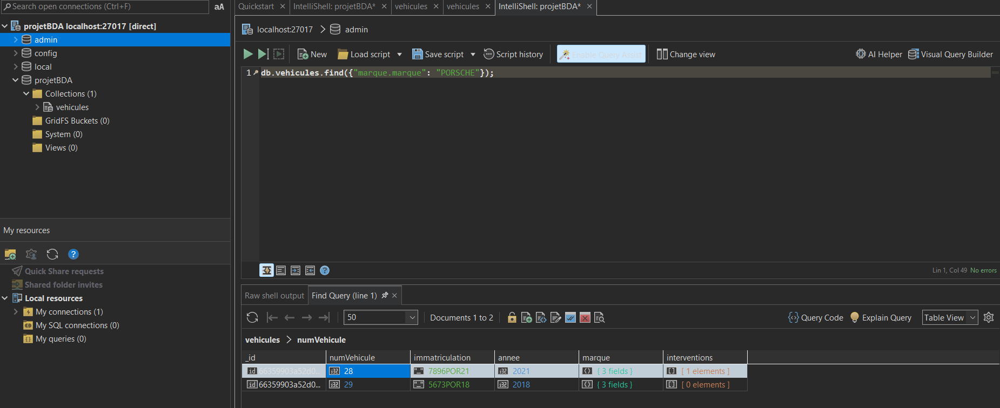 Search open connections (Ctrl+F) aA
projetBDA localhost:27017 [direct]
admin
config
local
projetBDA
Collections (1)
vehicules
GridFS Buckets (0)
System (0)
Views (0)
My resources
Quick Share requests
Shared folder invites
Local resources
My connections (1)
My SQL connections (0)
My queries (0)
Quickstart IntelliShell: projetBDA* vehicules vehicules IntelliShell: projetBDA*
localhost:27017 admin
New Load script Save script Script history Enable Query Assist Change view AI Helper Visual Query Builder
1 db.vehicules.find({"marque.marque": "PORSCHE"});
Lin 1, Col 49 No errors
Raw shell output Find Query (line 1)
50 Documents 1 to 2 Query Code Explain Query Table View
vehicules numVehicule
_id numVehicule immatriculation annee marque interventions
id 66359903a52d0... i32 28 "_" 7896POR21 i32 2021 { 3 fields } [ 1 elements ]
id 66359903a52d0... i32 29 "_" 5673POR18 i32 2018 { 3 fields } [ 0 elements ]